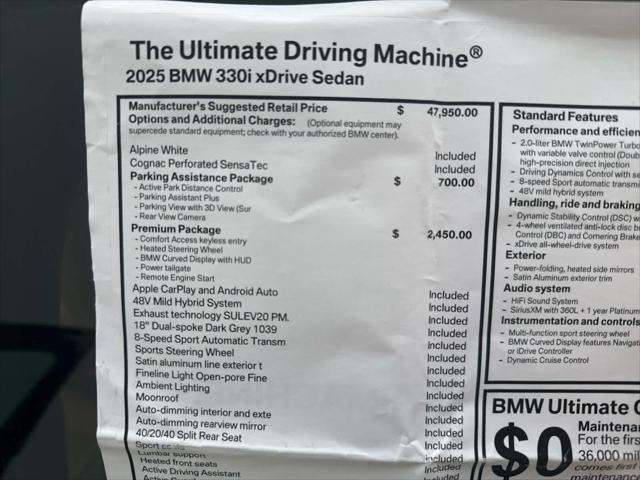 The Ultimate Driving Machine®
2025 BMW 330i xDrive Sedan
Manufacturer's Suggested Retail Price $ 47,950.00
Options and Additional Charges: (Optional equipment may
supercede standard equipment; check with your authorized BMW center).
Alpine White Included
Cognac Perforated SensaTec Included
Parking Assistance Package $ 700.00
- Active Park Distance Control
- Parking Assistant Plus
- Parking View with 3D View (Sur
- Rear View Camera
Premium Package $ 2,450.00
- Comfort Access keyless entry
- Heated Steering Wheel
- BMW Curved Display with HUD
- Power tailgate
- Remote Engine Start
Apple CarPlay and Android Auto Included
48V Mild Hybrid System Included
Exhaust technology SULEV20 PM. Included
18" Dual-spoke Dark Grey 1039 Included
8-Speed Sport Automatic Transm Included
Sports Steering Wheel Included
Satin aluminum line exterior t Included
Fineline Light Open-pore Fine Included
Ambient Lighting Included
Moonroof Included
Auto-dimming interior and exte Included
Auto-dimming rearview mirror Included
40/20/40 Split Rear Seat Included
Sport Included
Lumbar support Included
Heated front seats Included
Active Driving Assistant Included
Standard Features
Performance and efficien
- 2.0-liter BMW TwinPower Turbo
with variable valve control (Doub
high-precision direct injection
- Driving Dynamics Control with se
- 8-speed Sport automatic transmi
- 48V mild hybrid system
Handling, ride and braking
- Dynamic Stability Control (DSC) w
- 4-wheel ventilated anti-lock disc b
Control (DBC) and Cornering Brake
- xDrive all-wheel-drive system
Exterior
- Power-folding, heated side mirrors
- Satin Aluminum exterior trim
Audio system
- HiFi Sound System
- SiriusXM with 360L + 1 year Platinum
Instrumentation and controls
- Multi-function sport steering wheel
- BMW Curved Display features Navigati
or iDrive Controller
- Dynamic Cruise Control
BMW Ultimate C
$0
Maintenan
For the firs
36,000 mil
comes first
maintenance